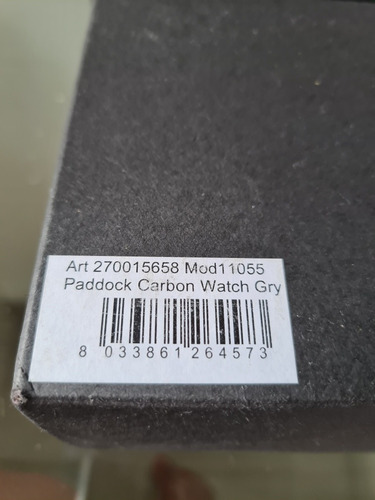 Art 270015658 Mod11055
Paddock Carbon Watch Gry
8 033861 264573